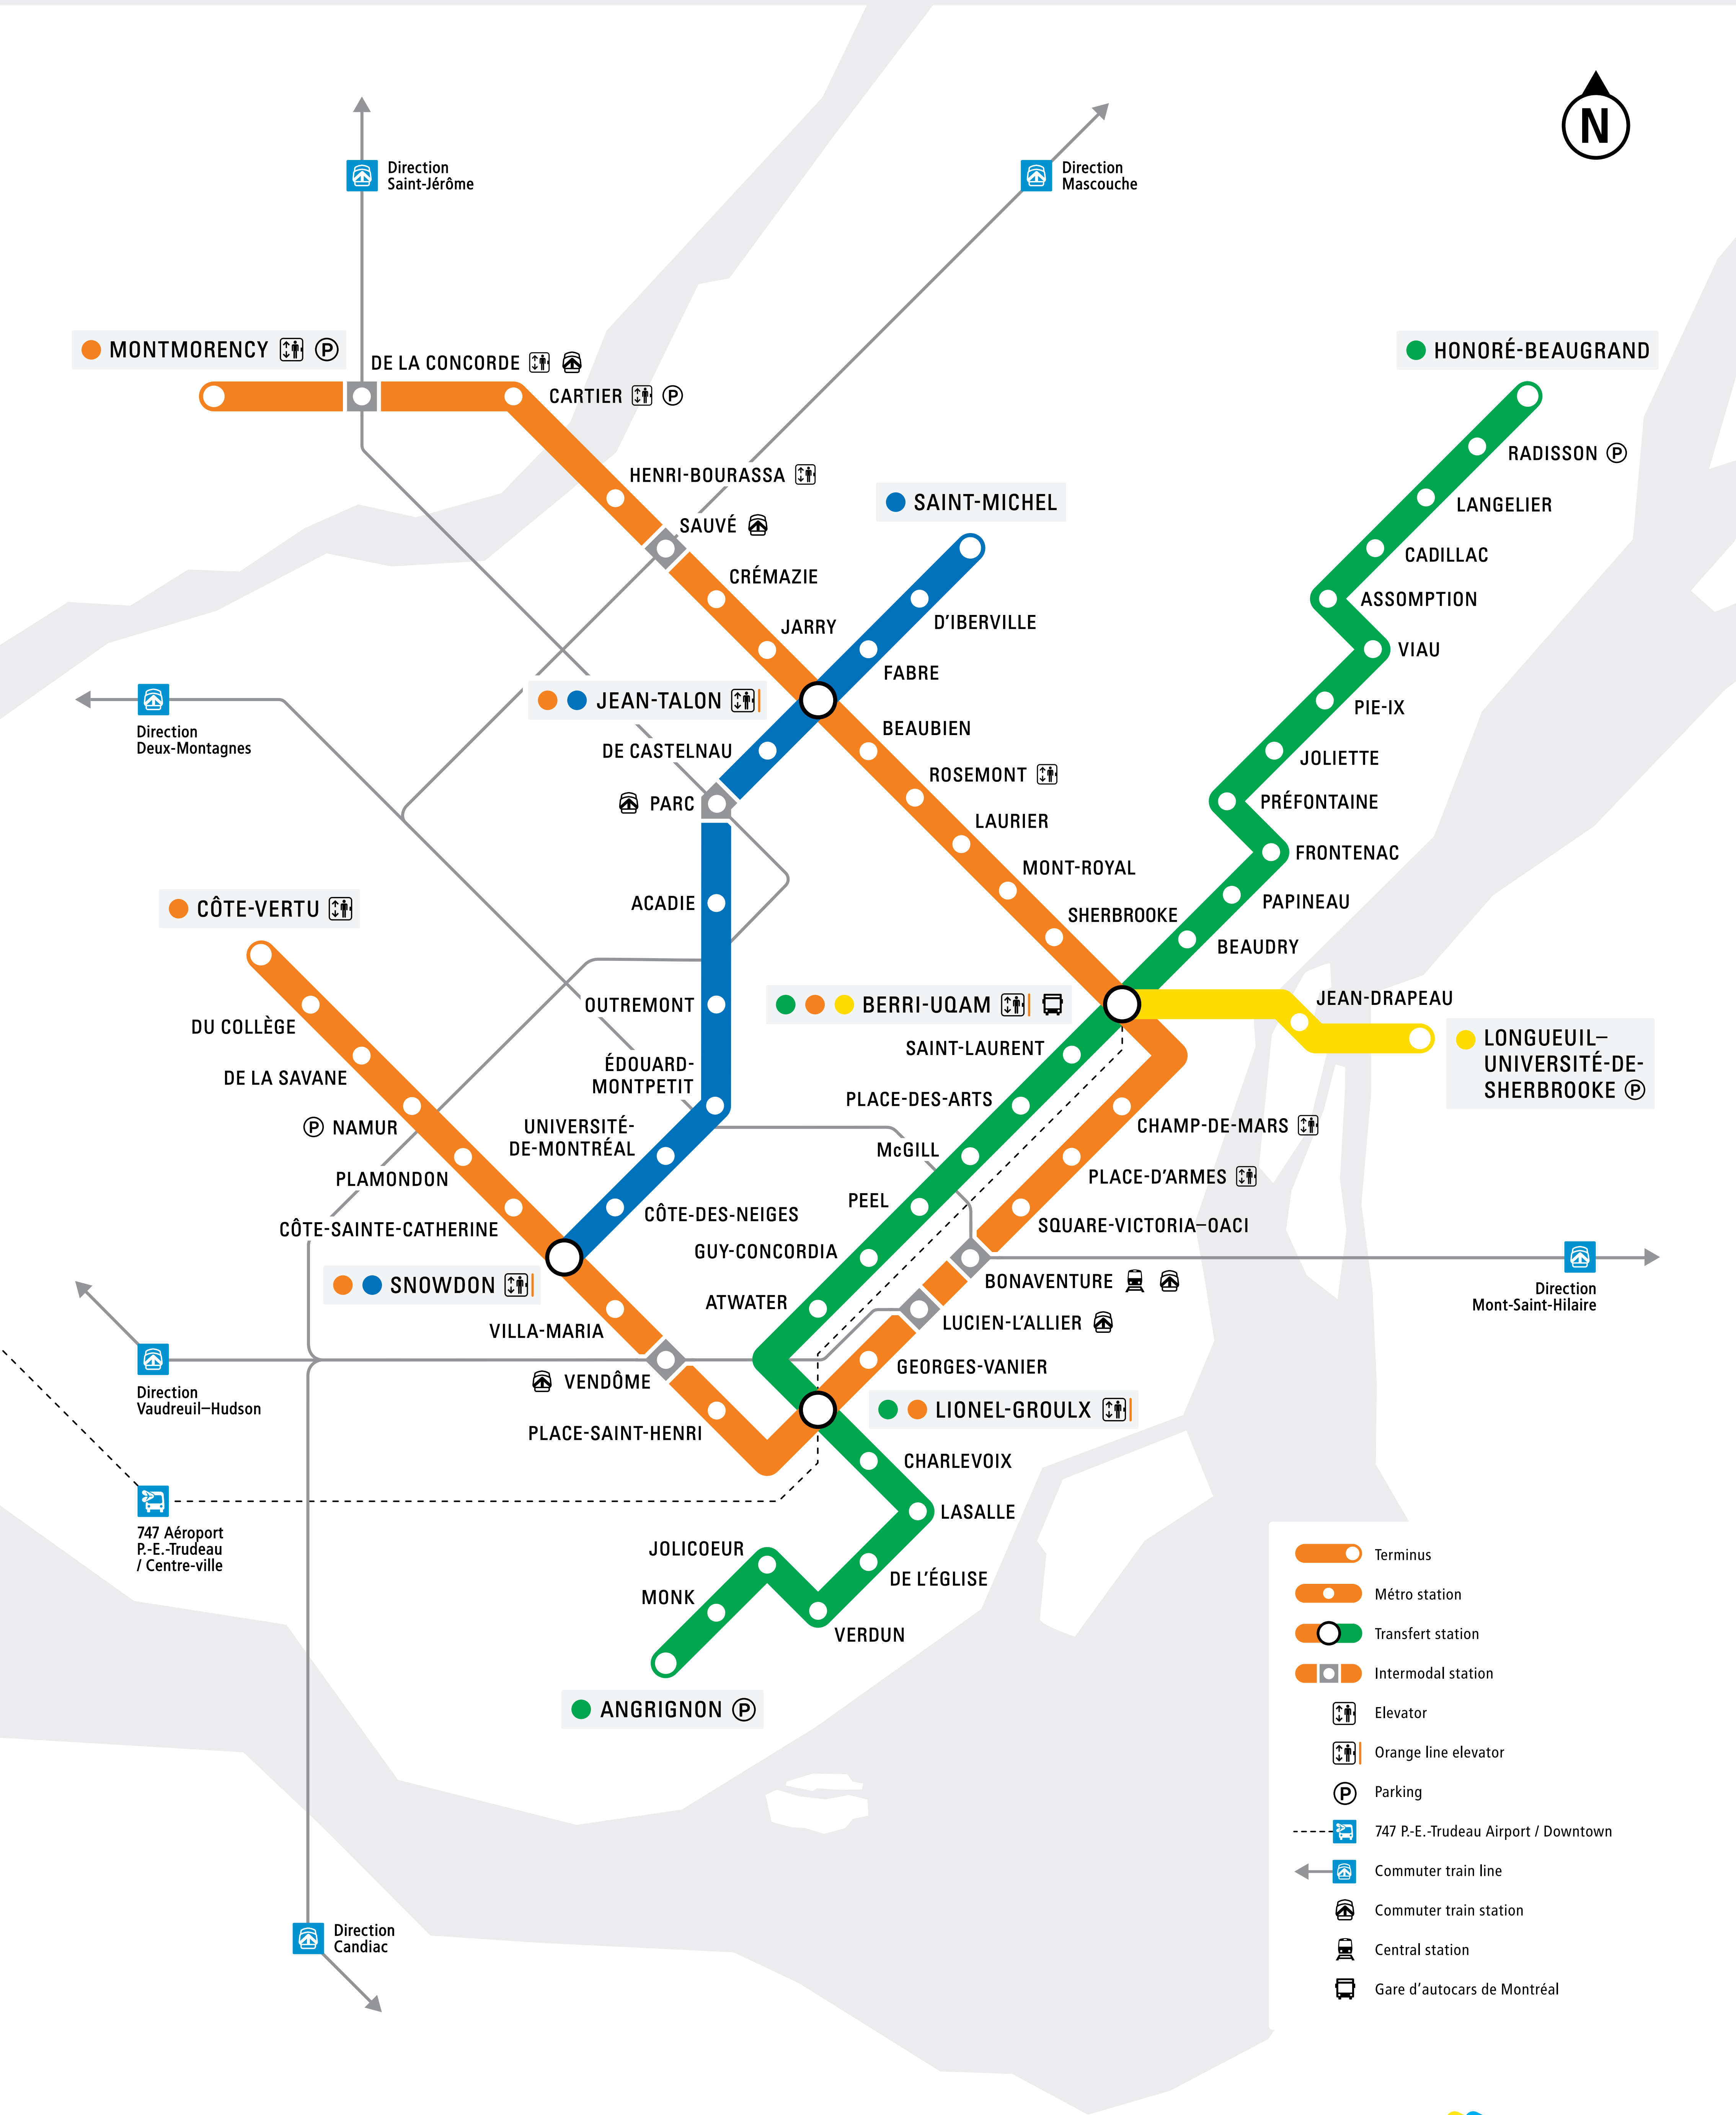 N
Direction
Saint-Jérôme
Direction
Mascouche
MONTMORENCY P
DE LA CONCORDE
CARTIER P
HONORÉ-BEAUGRAND
RADISSON P
HENRI-BOURASSA
LANGELIER
SAINT-MICHEL
SAUVÉ
CADILLAC
CRÉMAZIE
ASSOMPTION
JARRY
D'IBERVILLE
VIAU
FABRE
JEAN-TALON
PIE-IX
Direction
Deux-Montagnes
BEAUBIEN
DE CASTELNAU
JOLIETTE
ROSEMONT
PARC
PRÉFONTAINE
LAURIER
FRONTENAC
MONT-ROYAL
ACADIE
PAPINEAU
CÔTE-VERTU
SHERBROOKE
BEAUDRY
OUTREMONT
BERRI-UQAM
JEAN-DRAPEAU
DU COLLÈGE
LONGUEUIL–
UNIVERSITÉ-DE-
SHERBROOKE P
SAINT-LAURENT
ÉDOUARD-
MONTPETIT
DE LA SAVANE
PLACE-DES-ARTS
P NAMUR
UNIVERSITÉ-
DE-MONTRÉAL
CHAMP-DE-MARS
McGILL
PLAMONDON
PLACE-D'ARMES
PEEL
CÔTE-DES-NEIGES
CÔTE-SAINTE-CATHERINE
SQUARE-VICTORIA–OACI
GUY-CONCORDIA
SNOWDON
BONAVENTURE
Direction
Mont-Saint-Hilaire
ATWATER
LUCIEN-L'ALLIER
VILLA-MARIA
GEORGES-VANIER
VENDÔME
Direction
Vaudreuil–Hudson
LIONEL-GROULX
PLACE-SAINT-HENRI
CHARLEVOIX
LASALLE
747 Aéroport
P.-E.-Trudeau
/ Centre-ville
JOLICOEUR
DE L'ÉGLISE
MONK
VERDUN
ANGRIGNON P
Direction
Candiac
Terminus
Métro station
Transfert station
Intermodal station
Elevator
Orange line elevator
P Parking
747 P.-E.-Trudeau Airport / Downtown
Commuter train line
Commuter train station
Central station
Gare d'autocars de Montréal